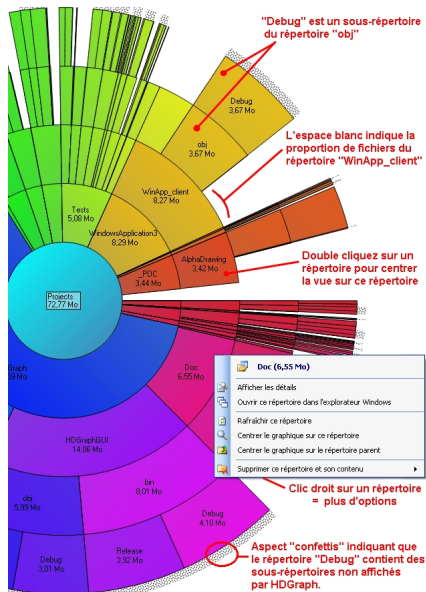 "Debug" est un sous-répertoire
du répertoire "obj"
Debug
3,67 Mo
obj
3,67 Mo
L'espace blanc indique la
proportion de fichiers du
répertoire "WinApp_client"
WinApp_client
8,27 Mo
Tests
5,08 Mo
WindowsApplication3
8,29 Mo
AlphaDrawing
3,42 Mo
_POC
3,44 Mo
Double cliquez sur un
répertoire pour centrer
la vue sur ce répertoire
Projects
72,77 Mo
Doc
6,55 Mo
Doc (6,55 Mo)
Afficher les détails
Ouvrir ce répertoire dans l'explorateur Windows
Rafraîchir ce répertoire
Centrer le graphique sur ce répertoire
Centrer le graphique sur le répertoire parent
Supprimer ce répertoire et son contenu
Clic droit sur un répertoire
= plus d'options
HDGraphGUI
14,06 Mo
bin
8,01 Mo
obj
5,99 Mo
Debug
4,10 Mo
Release
3,92 Mo
Debug
3,01 Mo
Aspect "confettis" indiquant que
le répertoire "Debug" contient des
sous-répertoires non affichés
par HDGraph.